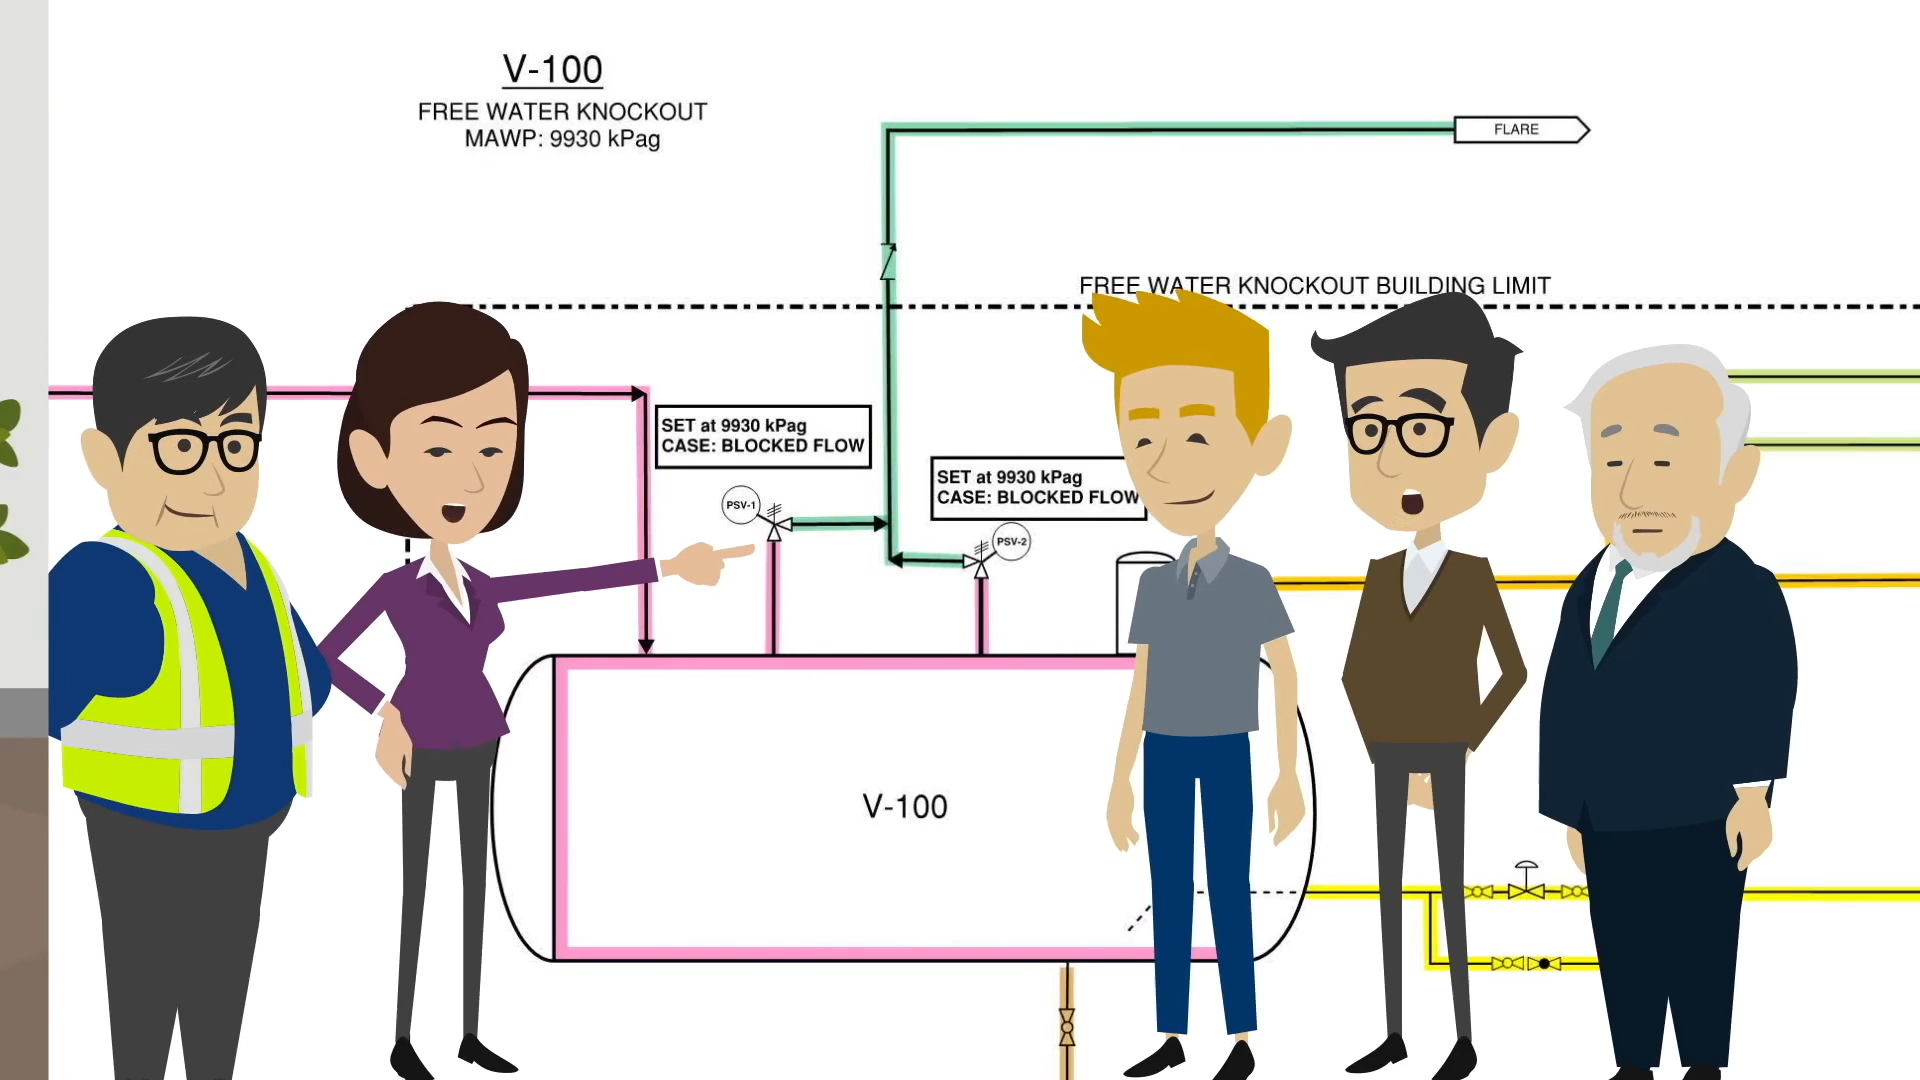 V-100
FREE WATER KNOCKOUT
MAWP: 9930 kPag
FLARE
FREE WATER KNOCKOUT BUILDING LIMIT
SET at 9930 kPag
CASE: BLOCKED FLOW
SET at 9930 kPag
CASE: BLOCKED FLOW
PSV-1
PSV-2
V-100